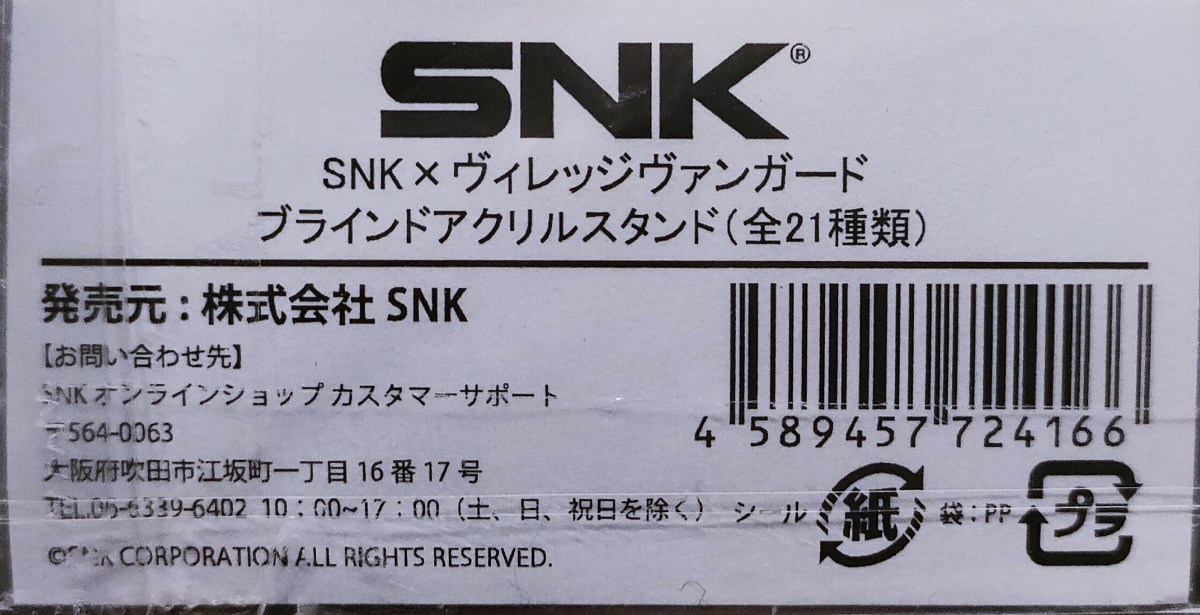 SNK®
SNK×ヴィレッジヴァンガード
ブラインドアクリルスタンド(全21種類)
発売元:株式会社 SNK
【お問い合わせ先】
SNK オンラインショップ カスタマーサポート
〒564-0063
大阪府吹田市江坂町一丁目 16 番 17 号
TEL.06-6339-6402 10:00~17:00(土、日、祝日を除く)
©SNK CORPORATION ALL RIGHTS RESERVED.
4 589457 724166
シール 紙 袋:PP プラ